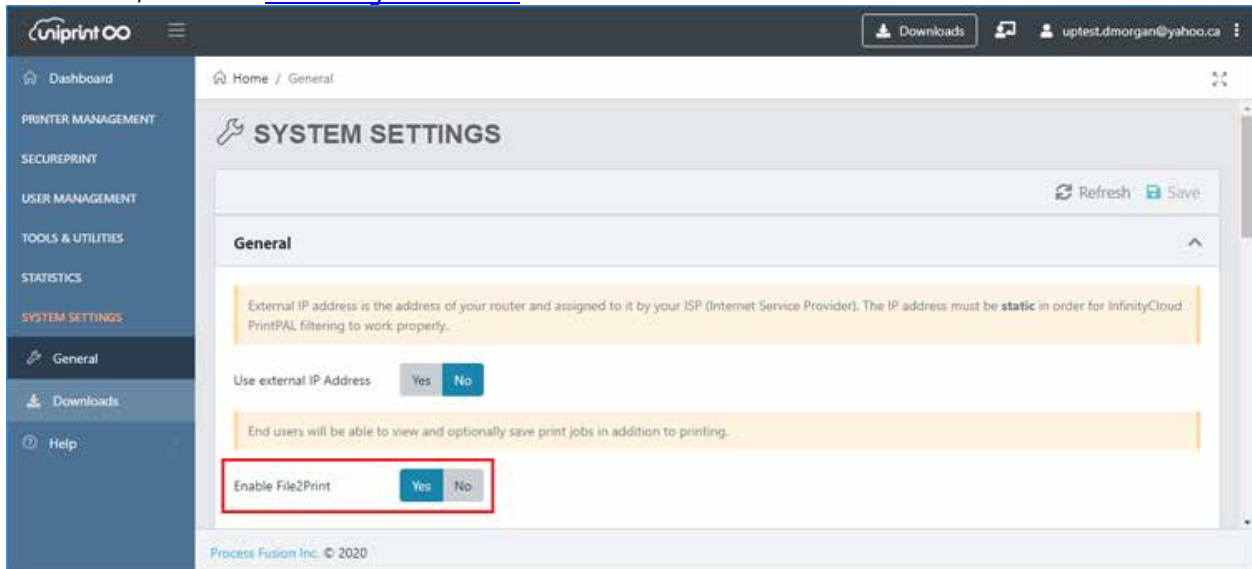 uniprint
Downloads
uptest.dmorgan@yahoo.ca
Dashboard
Home / General
PRINTER MANAGEMENT
SYSTEM SETTINGS
SECUREPRINT
Refresh Save
USER MANAGEMENT
TOOLS & UTILITIES
General
STATISTICS
External IP address is the address of your router and assigned to it by your ISP (Internet Service Provider). The IP address must be static in order for InfinityCloud
PrintPAL filtering to work properly.
SYSTEM SETTINGS
General
Use external IP Address Yes No
Downloads
End users will be able to view and optionally save print jobs in addition to printing.
Help
Enable File2Print Yes No
Process Fusion Inc. © 2020